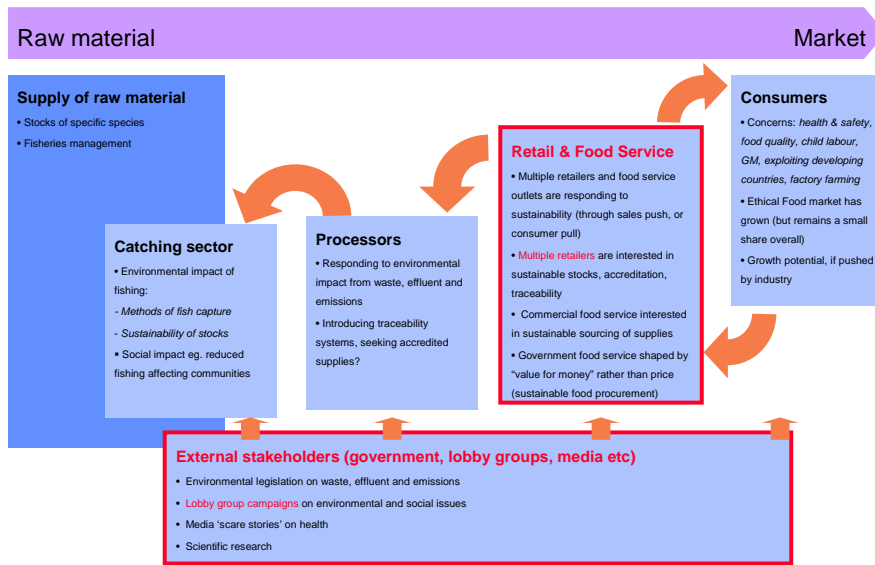 Raw material
Market
Supply of raw material
• Stocks of specific species
• Fisheries management
Catching sector
• Environmental impact of
fishing:
- Methods of fish capture
- Sustainability of stocks
▪ Social impact eg. reduced
fishing affecting communities
Processors
• Responding to environmental
impact from waste, effluent and
emissions
• Introducing traceability
systems, seeking accredited
supplies?
Retail & Food Service
• Multiple retailers and food service
outlets are responding to
sustainability (through sales push, or
consumer pull)
• Multiple retailers are interested in
sustainable stocks, accreditation,
traceability
• Commercial food service interested
in sustainable sourcing of supplies
• Government food service shaped by
“value for money” rather than price
(sustainable food procurement)
Consumers
• Concerns: health & safety,
food quality, child labour,
GM, exploiting developing
countries, factory farming
• Ethical Food market has
grown (but remains a small
share overall)
• Growth potential, if pushed
by industry
External stakeholders (government, lobby groups, media etc)
• Environmental legislation on waste, effluent and emissions
• Lobby group campaigns on environmental and social issues
• Media ‘scare stories’ on health
• Scientific research